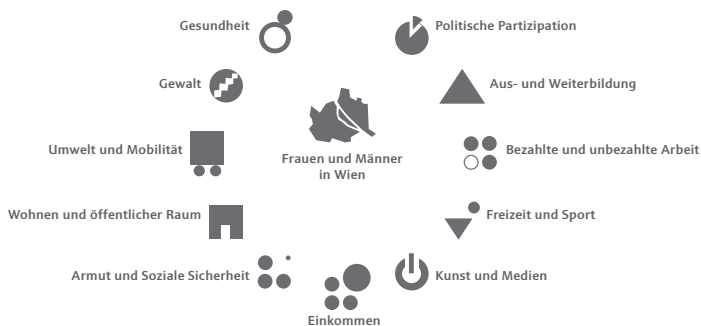 Gesundheit
Politische Partizipation
Gewalt
Aus- und Weiterbildung
Umwelt und Mobilität
Frauen und Männer
in Wien
Bezahlte und unbezahlte Arbeit
Wohnen und öffentlicher Raum
Freizeit und Sport
Armut und Soziale Sicherheit
Kunst und Medien
Einkommen